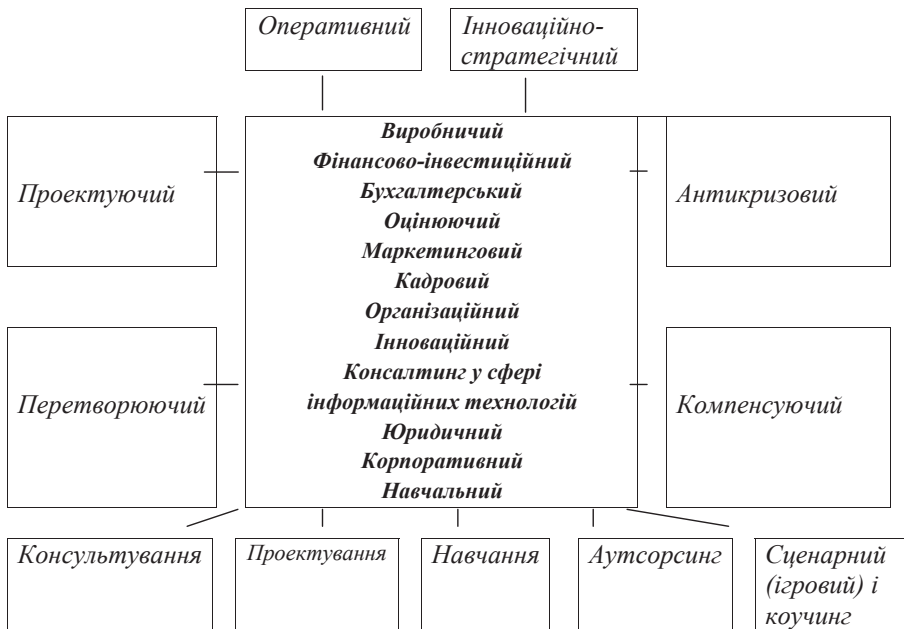 Оперативний
Інноваційно-
стратегічний
Проектуючий
Виробничий
Фінансово-інвестиційний
Бухгалтерський
Оцінюючий
Маркетинговий
Кадровий
Організаційний
Інноваційний
Консалтинг у сфері
інформаційних технологій
Юридичний
Корпоративний
Навчальний
Антикризовий
Перетворюючий
Компенсуючий
Консультування
Проектування
Навчання
Аутсорсинг
Сценарний
(ігровий) і
коучинг